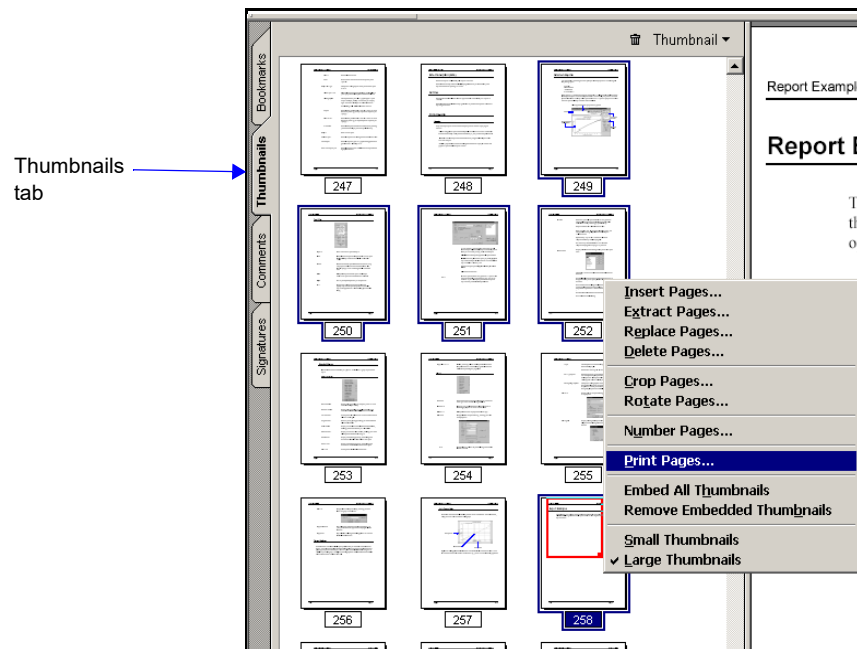 Thumbnail
Bookmarks
Thumbnails
Comments
Signatures
Thumbnails
tab
247
248
249
250
251
252
253
254
255
256
257
258
Insert Pages...
Extract Pages...
Replace Pages...
Delete Pages...
Crop Pages...
Rotate Pages...
Number Pages...
Print Pages...
Embed All Thumbnails
Remove Embedded Thumbnails
Small Thumbnails
Large Thumbnails
Report Exampl
Report